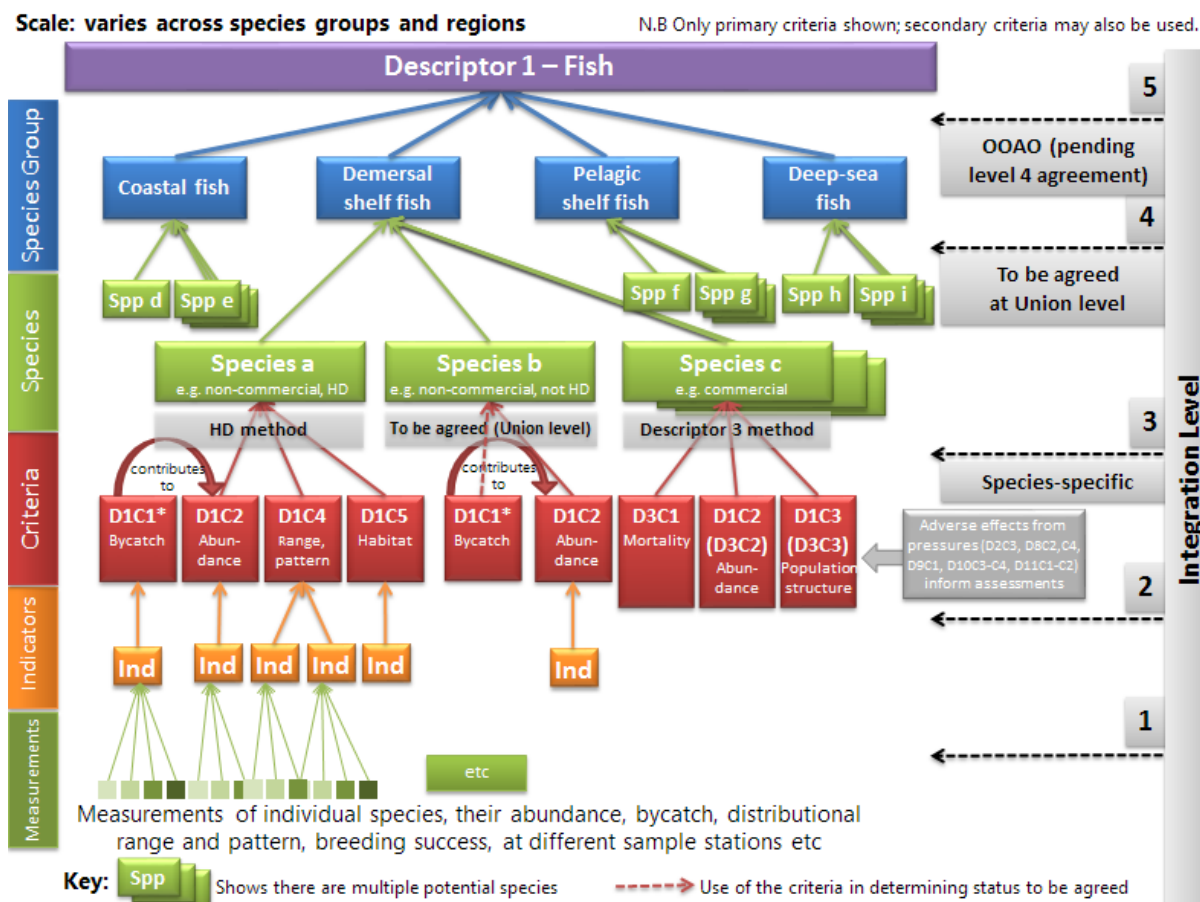 Scale: varies across species groups and regions
N.B Only primary criteria shown; secondary criteria may also be used.
Descriptor 1 – Fish
5
OOAO (pending
level 4 agreement)
Species Group
Coastal fish
Demersal
shelf fish
Pelagic
shelf fish
Deep-sea
fish
4
To be agreed
at Union level
Species
Spp d
Spp e
Spp f
Spp g
Spp h
Spp i
Species a
e.g. non-commercial, HD
Species b
e.g. non-commercial, not HD
Species c
e.g. commercial
HD method
To be agreed (Union level)
Descriptor 3 method
3
Species-specific
Integration Level
Criteria
contributes
to
contributes
to
D1C1*
Bycatch
D1C2
Abun-
dance
D1C4
Range,
pattern
D1C5
Habitat
D1C1*
Bycatch
D1C2
Abun-
dance
D3C1
Mortality
D1C2
(D3C2)
Abun-
dance
D1C3
(D3C3)
Population
structure
Adverse effects from
pressures (D2C3, D8C2,C4,
D9C1, D10C3-C4, D11C1-C2)
inform assessments
2
Indicators
Ind
Ind
Ind
Ind
Ind
Ind
1
Measurements
etc
Measurements of individual species, their abundance, bycatch, distributional
range and pattern, breeding success, at different sample stations etc
Key:
Spp
Shows there are multiple potential species
Use of the criteria in determining status to be agreed